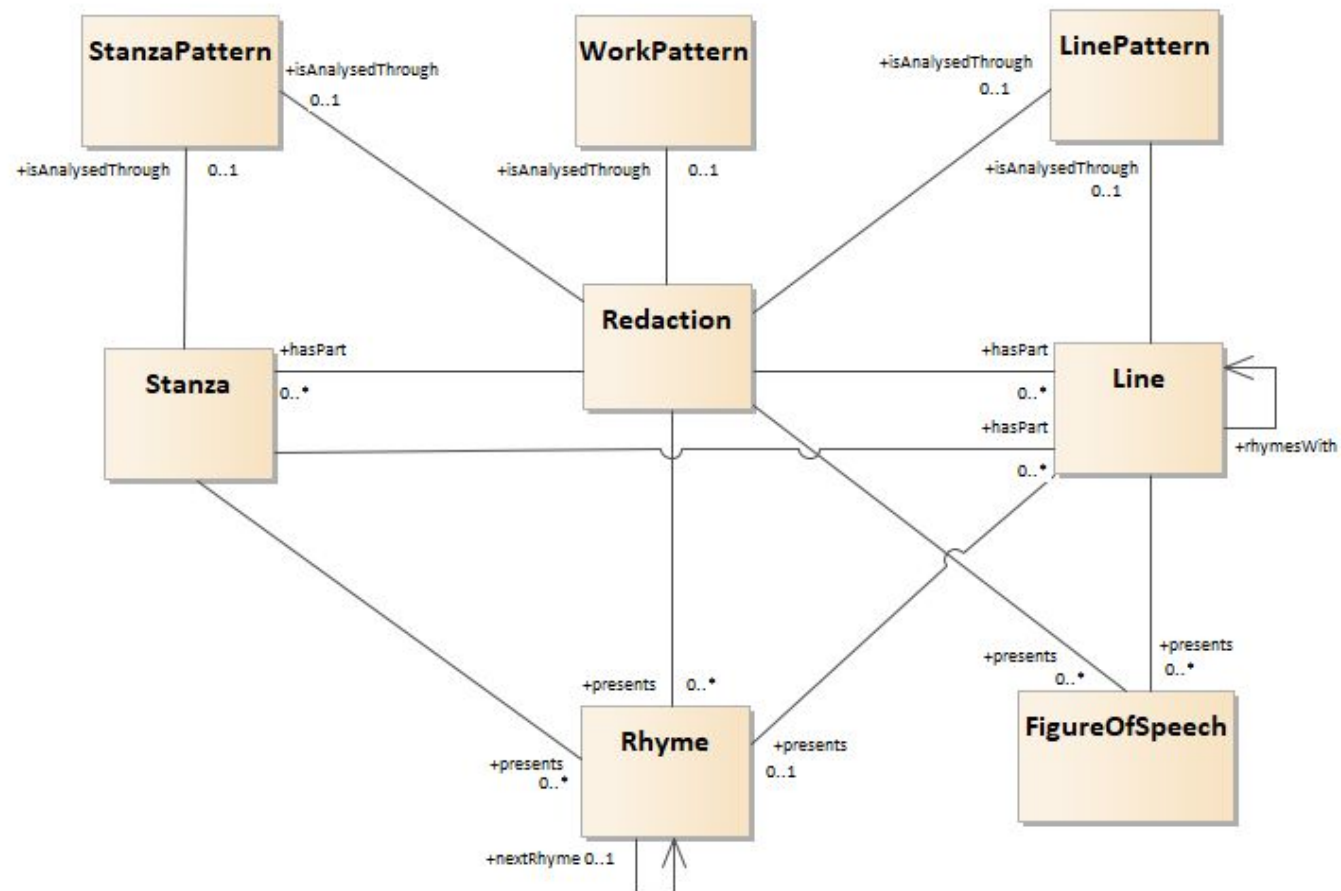 StanzaPattern
WorkPattern
LinePattern
+isAnalysedThrough
0..1
+isAnalysedThrough
0..1
+isAnalysedThrough
0..1
+isAnalysedThrough
0..1
+isAnalysedThrough
0..1
Redaction
+hasPart
0..*
Stanza
+hasPart
0..*
Line
+hasPart
0..*
+rhymesWith
+presents
0..*
+presents
0..*
+presents
0..*
Rhyme
+presents
0..1
+presents
0..*
FigureOfSpeech
+nextRhyme 0..1